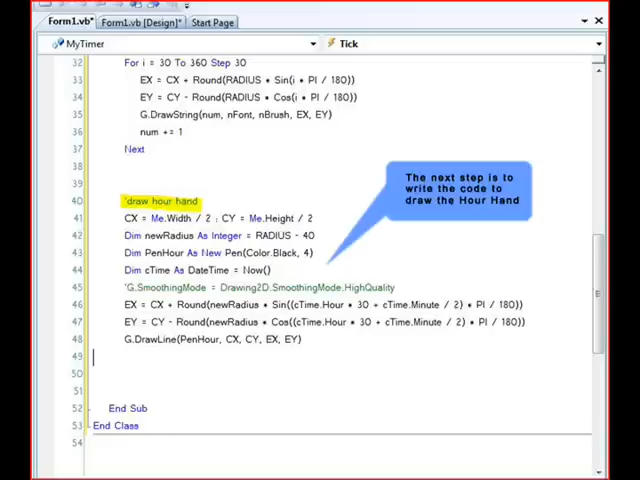 Form1.vb* Form1.vb [Design]* Start Page
MyTimer Tick
32 For i = 30 To 360 Step 30
33 EX = CX + Round(RADIUS * Sin(i * PI / 180))
34 EY = CY - Round(RADIUS * Cos(i * PI / 180))
35 G.DrawString(num, nFont, nBrush, EX, EY)
36 num += 1
37 Next
38
39
40 'draw hour hand
41 CX = Me.Width / 2 : CY = Me.Height / 2
42 Dim newRadius As Integer = RADIUS - 40
43 Dim PenHour As New Pen(Color.Black, 4)
44 Dim cTime As DateTime = Now()
45 'G.SmoothingMode = Drawing2D.SmoothingMode.HighQuality
46 EX = CX + Round(newRadius * Sin((cTime.Hour * 30 + cTime.Minute / 2) * PI / 180))
47 EY = CY - Round(newRadius * Cos((cTime.Hour * 30 + cTime.Minute / 2) * PI / 180))
48 G.DrawLine(PenHour, CX, CY, EX, EY)
49
50
51
52 End Sub
53 End Class
54
The next step is to
write the code to
draw the Hour Hand